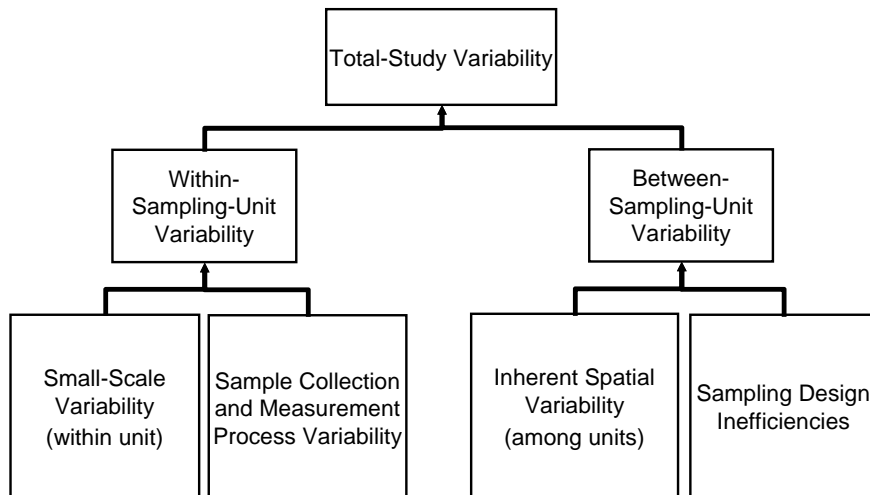 Total-Study Variability
Within-
Sampling-Unit
Variability
Between-
Sampling-Unit
Variability
Small-Scale
Variability
(within unit)
Sample Collection
and Measurement
Process Variability
Inherent Spatial
Variability
(among units)
Sampling Design
Inefficiencies